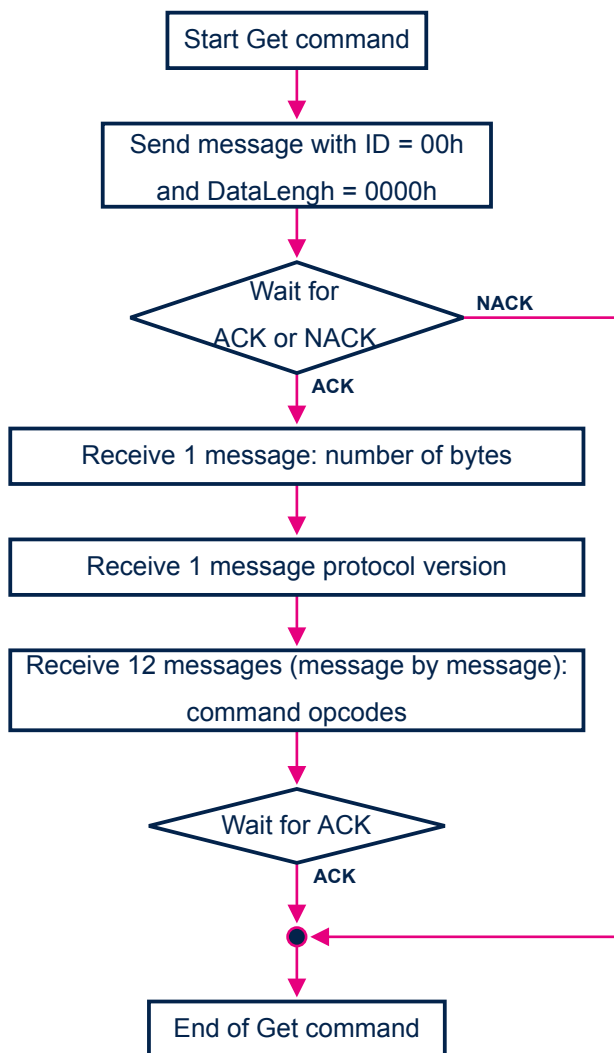 Start Get command
Send message with ID = 00h
and DataLengh = 0000h
Wait for
ACK or NACK
NACK
ACK
Receive 1 message: number of bytes
Receive 1 message protocol version
Receive 12 messages (message by message):
command opcodes
Wait for ACK
ACK
End of Get command